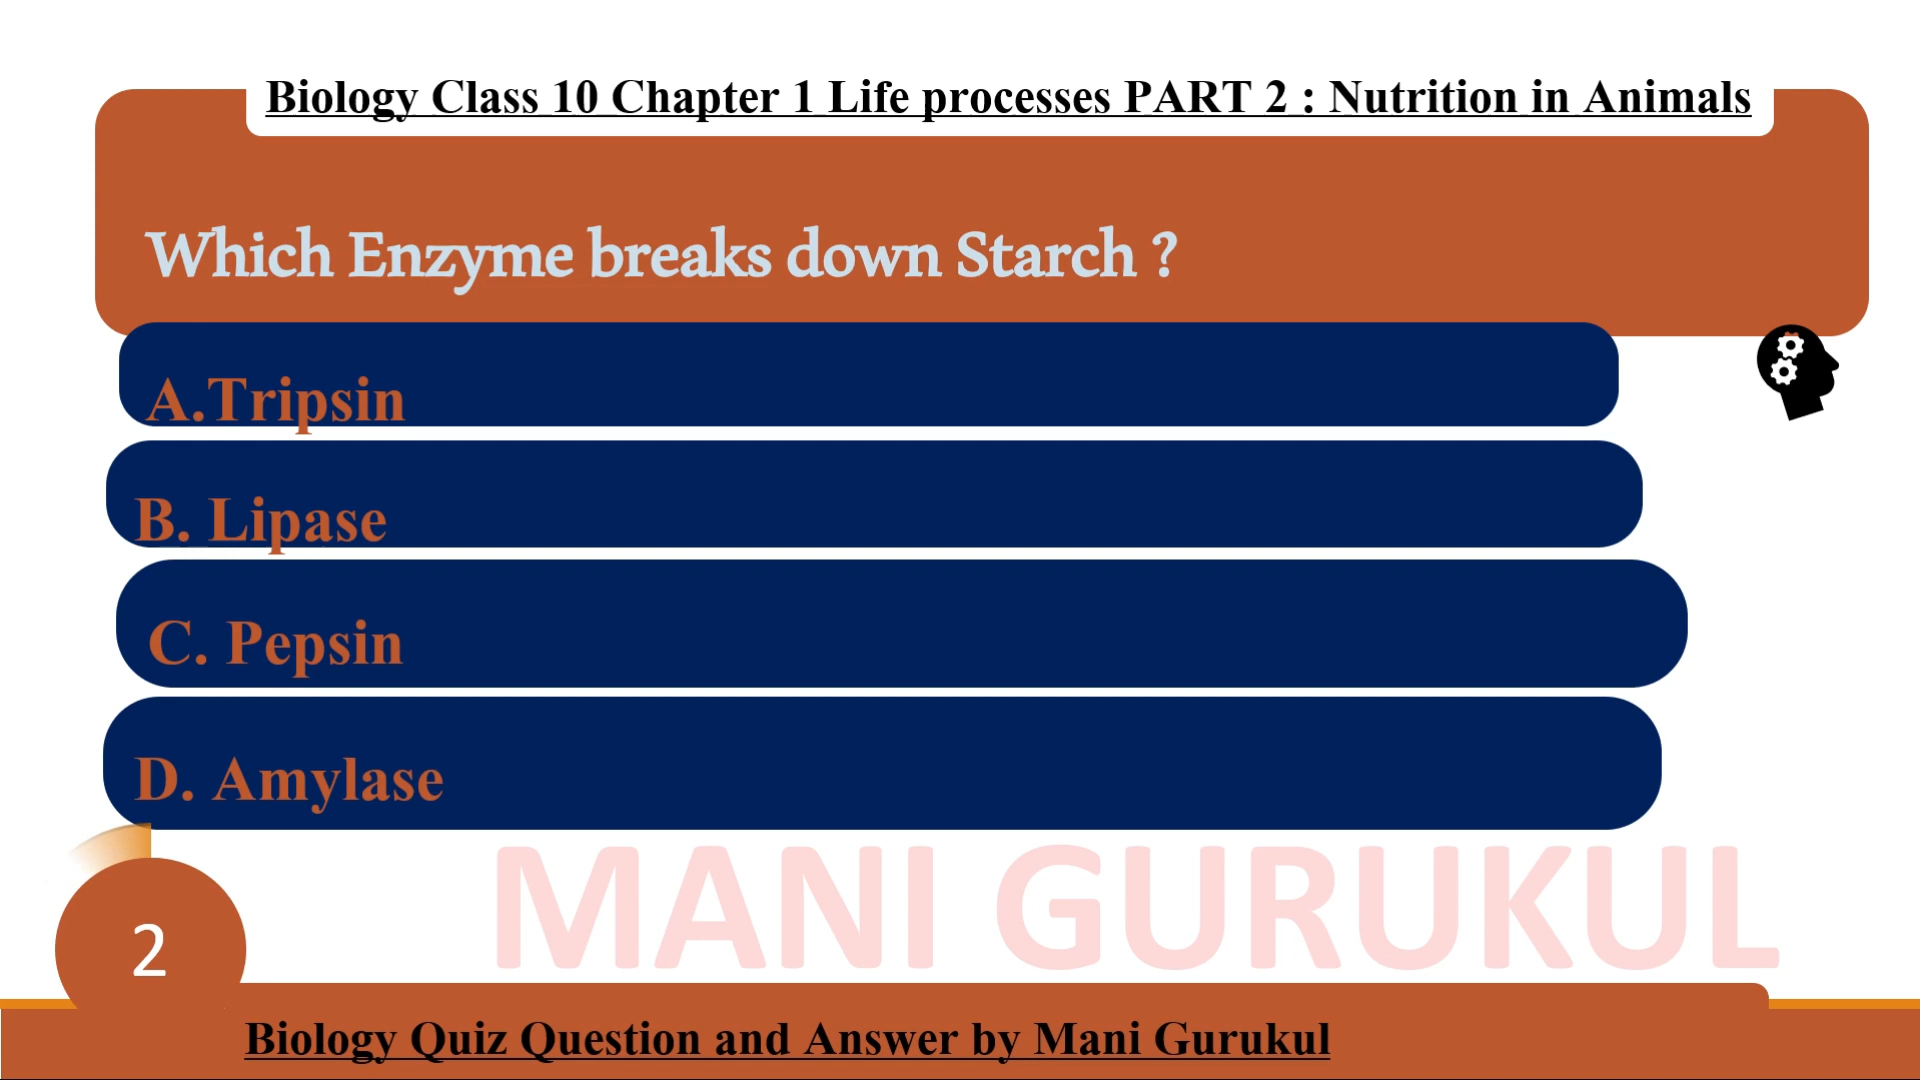 Biology Class 10 Chapter 1 Life processes PART 2 : Nutrition in Animals
Which Enzyme breaks down Starch ?
A.Tripsin
B. Lipase
C. Pepsin
D. Amylase
MANI GURUKUL
2
Biology Quiz Question and Answer by Mani Gurukul